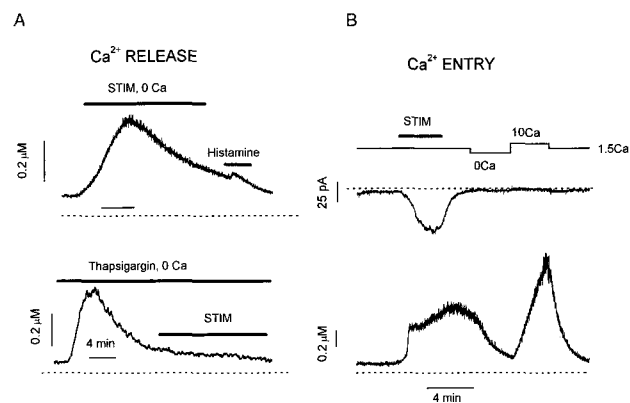 A
Ca²⁺ RELEASE
STIM, 0 Ca
Histamine
0.2 µM
Thapsigargin, 0 Ca
STIM
0.2 µM
4 min
B
Ca²⁺ ENTRY
STIM
10Ca
1.5Ca
0Ca
25 pA
0.2 µM
4 min